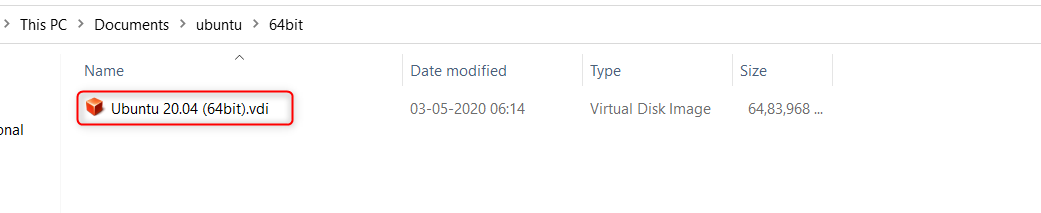 This PC > Documents > ubuntu > 64bit
Name Date modified Type Size
Ubuntu 20.04 (64bit).vdi 03-05-2020 06:14 Virtual Disk Image 64,83,968 ...
onal